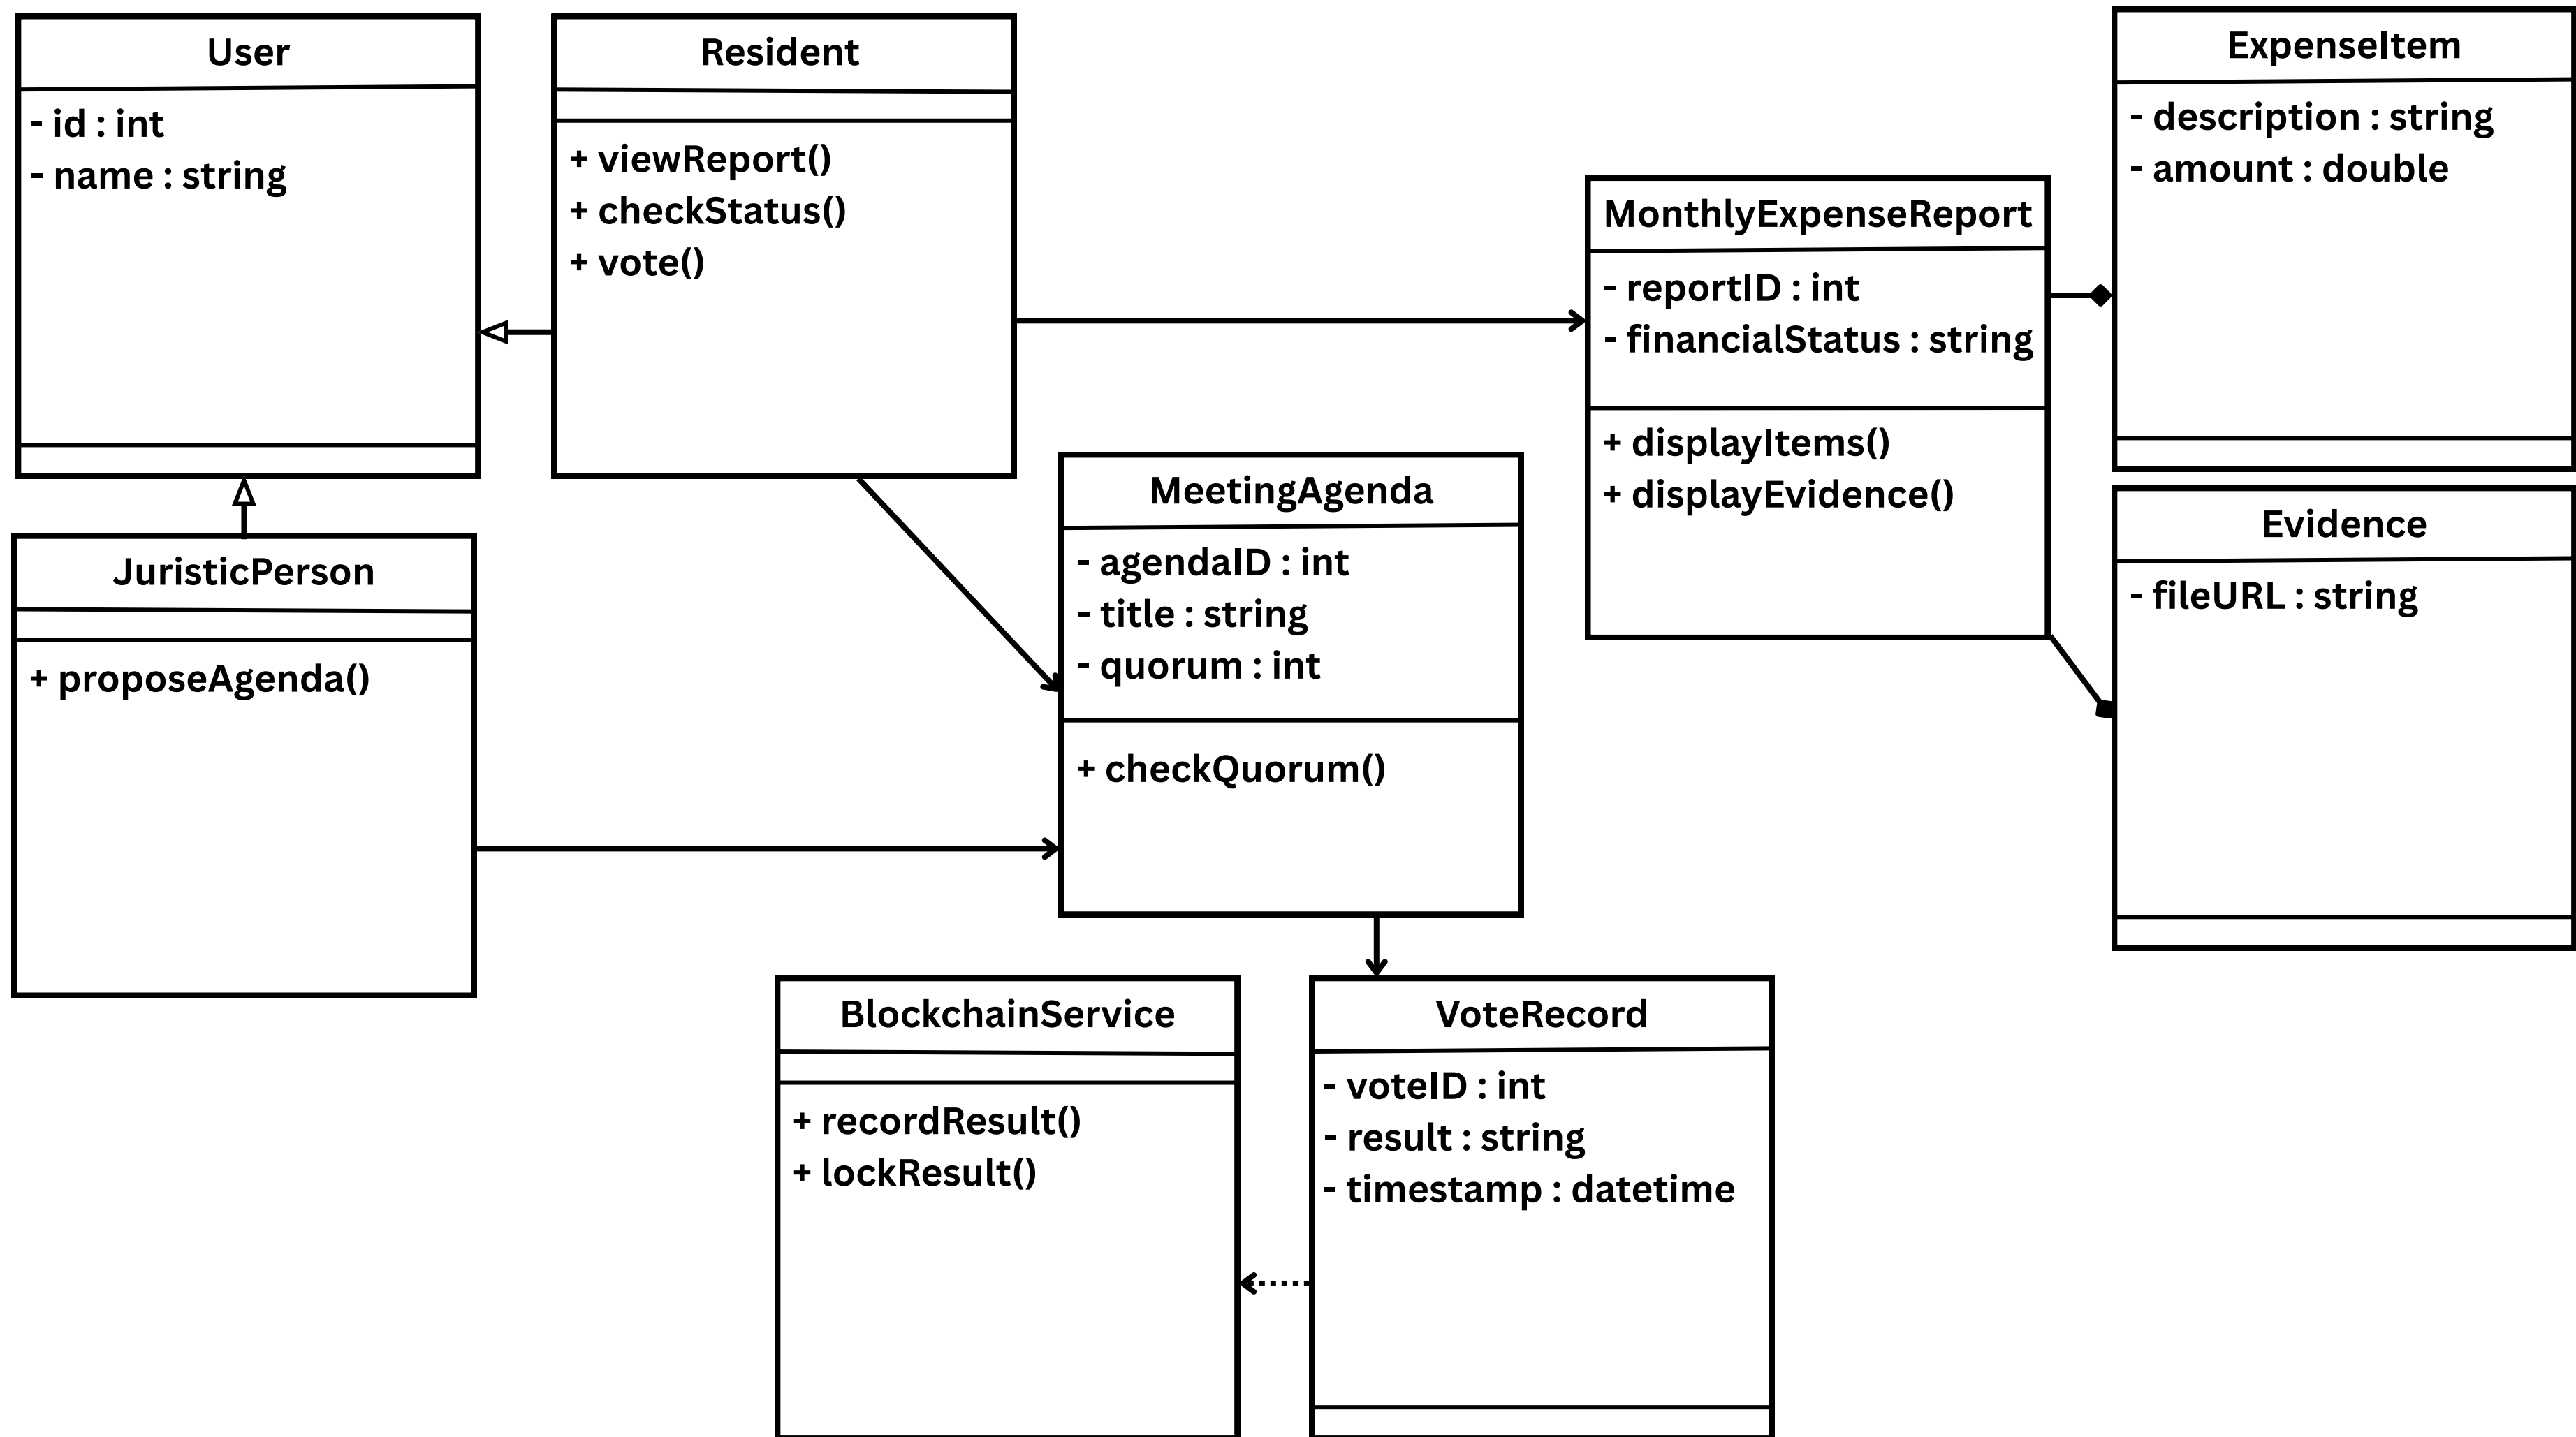 User
- id : int
- name : string
Resident
+ viewReport()
+ checkStatus()
+ vote()
ExpenseItem
- description : string
- amount : double
MonthlyExpenseReport
- reportID : int
- financialStatus : string
+ displayItems()
+ displayEvidence()
MeetingAgenda
- agendaID : int
- title : string
- quorum : int
+ checkQuorum()
Evidence
- fileURL : string
JuristicPerson
+ proposeAgenda()
BlockchainService
+ recordResult()
+ lockResult()
VoteRecord
- voteID : int
- result : string
- timestamp : datetime